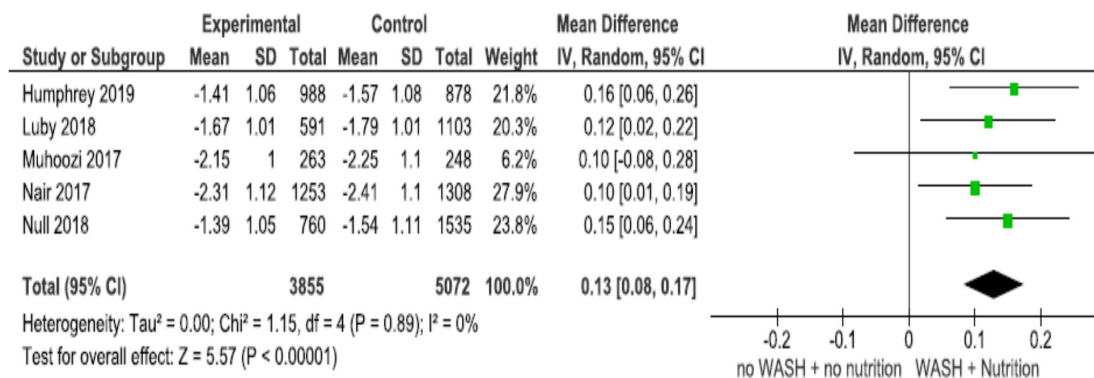 Experimental Control Mean Difference Mean Difference
Study or Subgroup Mean SD Total Mean SD Total Weight IV, Random, 95% CI IV, Random, 95% CI
Humphrey 2019 -1.41 1.06 988 -1.57 1.08 878 21.8% 0.16 [0.06, 0.26]
Luby 2018 -1.67 1.01 591 -1.79 1.01 1103 20.3% 0.12 [0.02, 0.22]
Muhoozi 2017 -2.15 1 263 -2.25 1.1 248 6.2% 0.10 [-0.08, 0.28]
Nair 2017 -2.31 1.12 1253 -2.41 1.1 1308 27.9% 0.10 [0.01, 0.19]
Null 2018 -1.39 1.05 760 -1.54 1.11 1535 23.8% 0.15 [0.06, 0.24]
Total (95% CI) 3855 5072 100.0% 0.13 [0.08, 0.17]
Heterogeneity: Tau² = 0.00; Chi² = 1.15, df = 4 (P = 0.89); I² = 0%
Test for overall effect: Z = 5.57 (P < 0.00001)
-0.2 -0.1 0 0.1 0.2
no WASH + no nutrition WASH + Nutrition